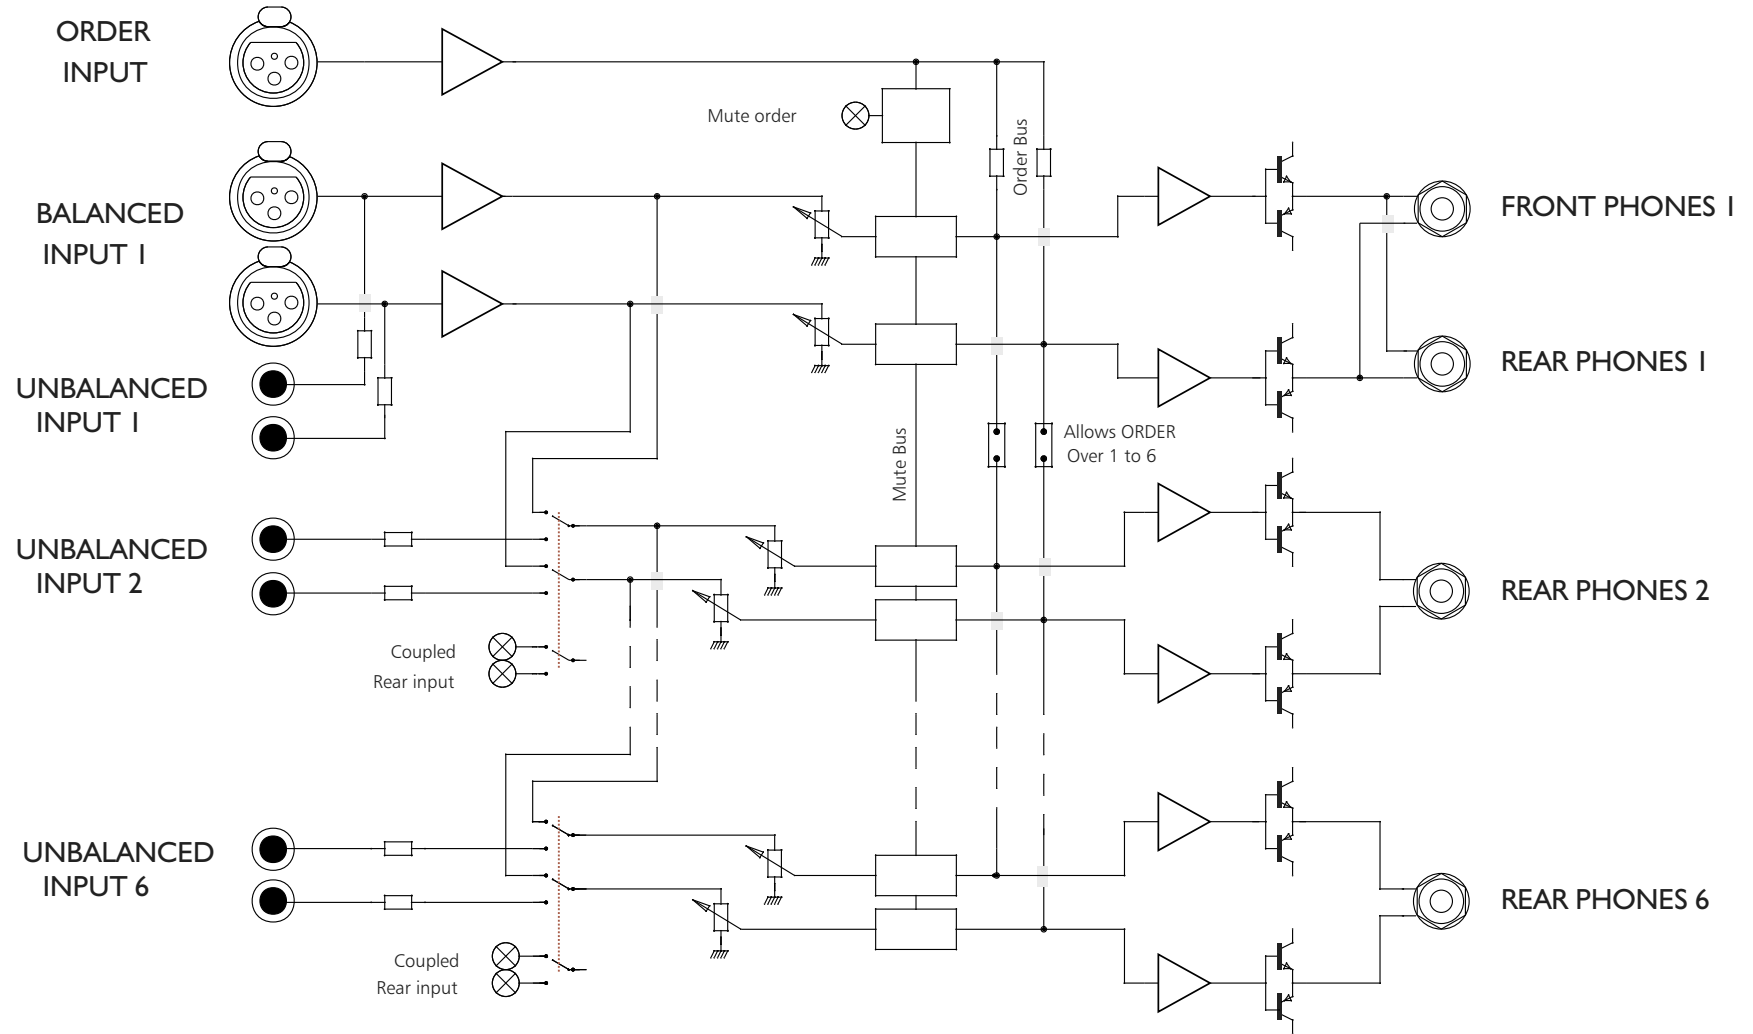 ORDER
INPUT
Mute order
Order Bus
BALANCED
INPUT 1
FRONT PHONES 1
UNBALANCED
INPUT 1
REAR PHONES 1
Mute Bus
Allows ORDER
Over 1 to 6
UNBALANCED
INPUT 2
REAR PHONES 2
Coupled
Rear input
UNBALANCED
INPUT 6
REAR PHONES 6
Coupled
Rear input